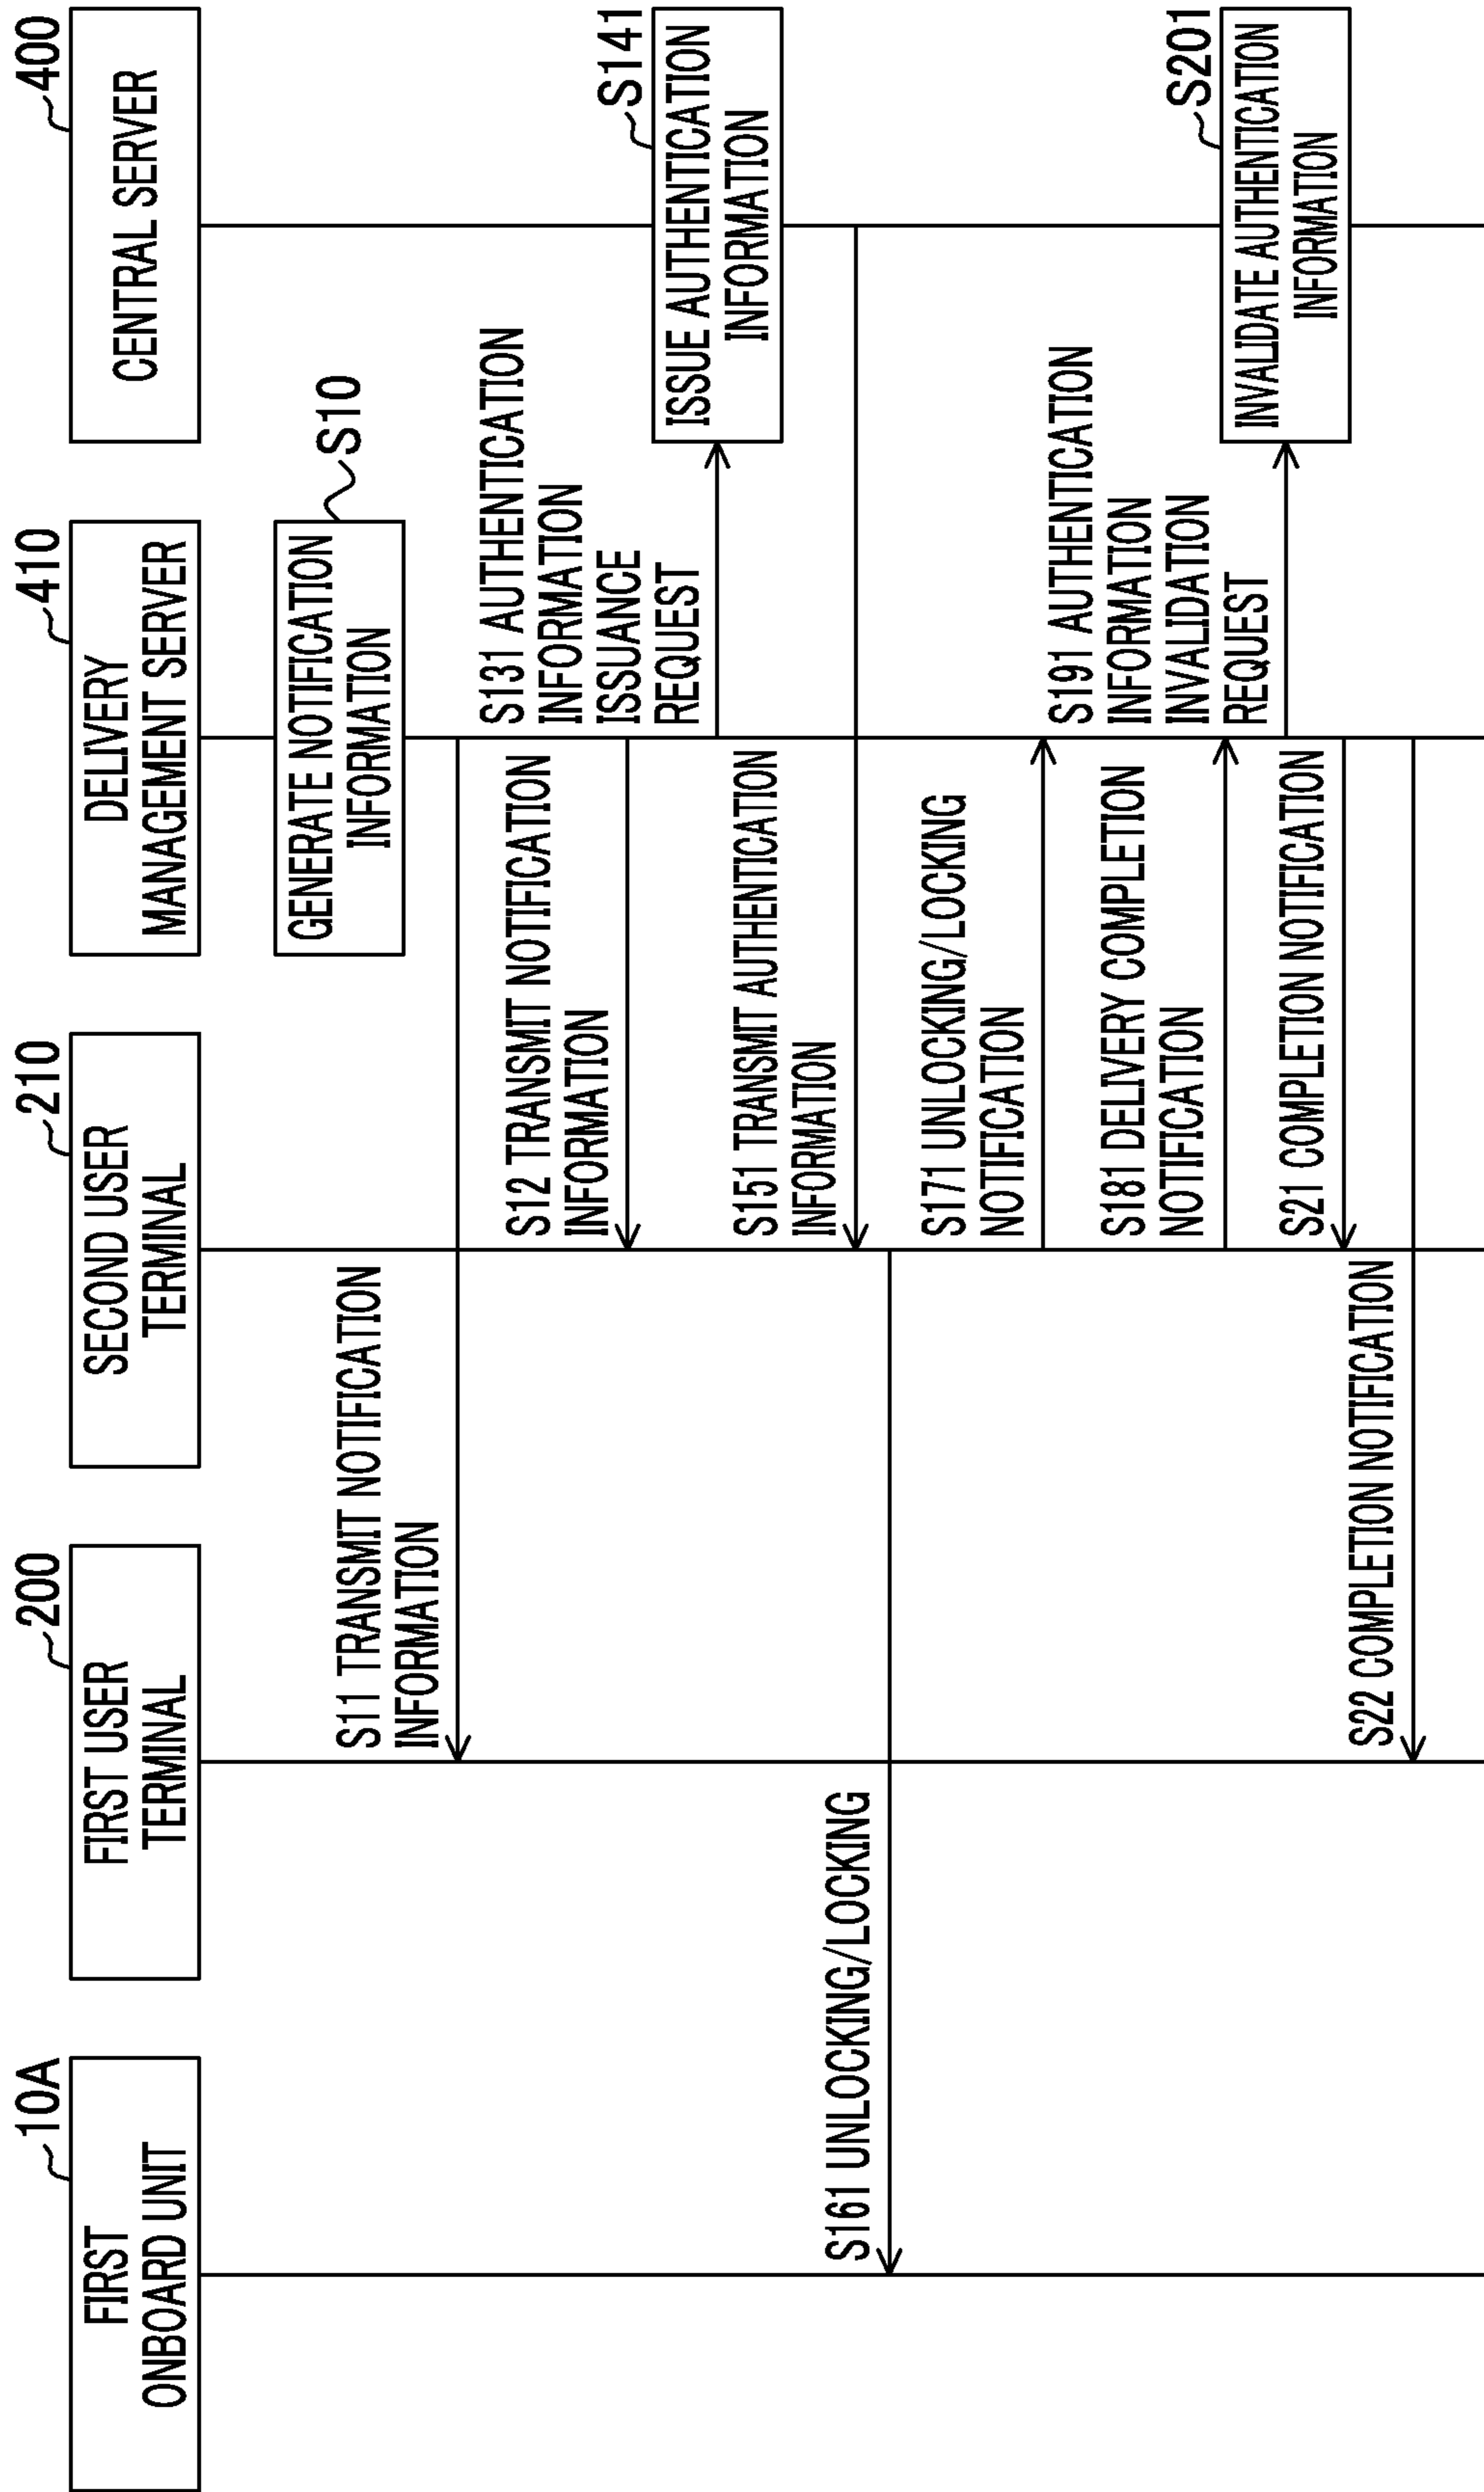 10A
FIRST
ONBOARD UNIT
200
FIRST USER
TERMINAL
210
SECOND USER
TERMINAL
410
DELIVERY
MANAGEMENT SERVER
400
CENTRAL SERVER
GENERATE NOTIFICATION
INFORMATION
S10
S11 TRANSMIT NOTIFICATION
INFORMATION
S12 TRANSMIT NOTIFICATION
INFORMATION
S131 AUTHENTICATION
INFORMATION
ISSUANCE
REQUEST
S141
ISSUE AUTHENTICATION
INFORMATION
S151 TRANSMIT AUTHENTICATION
INFORMATION
S161 UNLOCKING/LOCKING
S171 UNLOCKING/LOCKING
NOTIFICATION
S181 DELIVERY COMPLETION
NOTIFICATION
S191 AUTHENTICATION
INFORMATION
INVALIDATION
REQUEST
S201
INVALIDATE AUTHENTICATION
INFORMATION
S21 COMPLETION NOTIFICATION
S22 COMPLETION NOTIFICATION